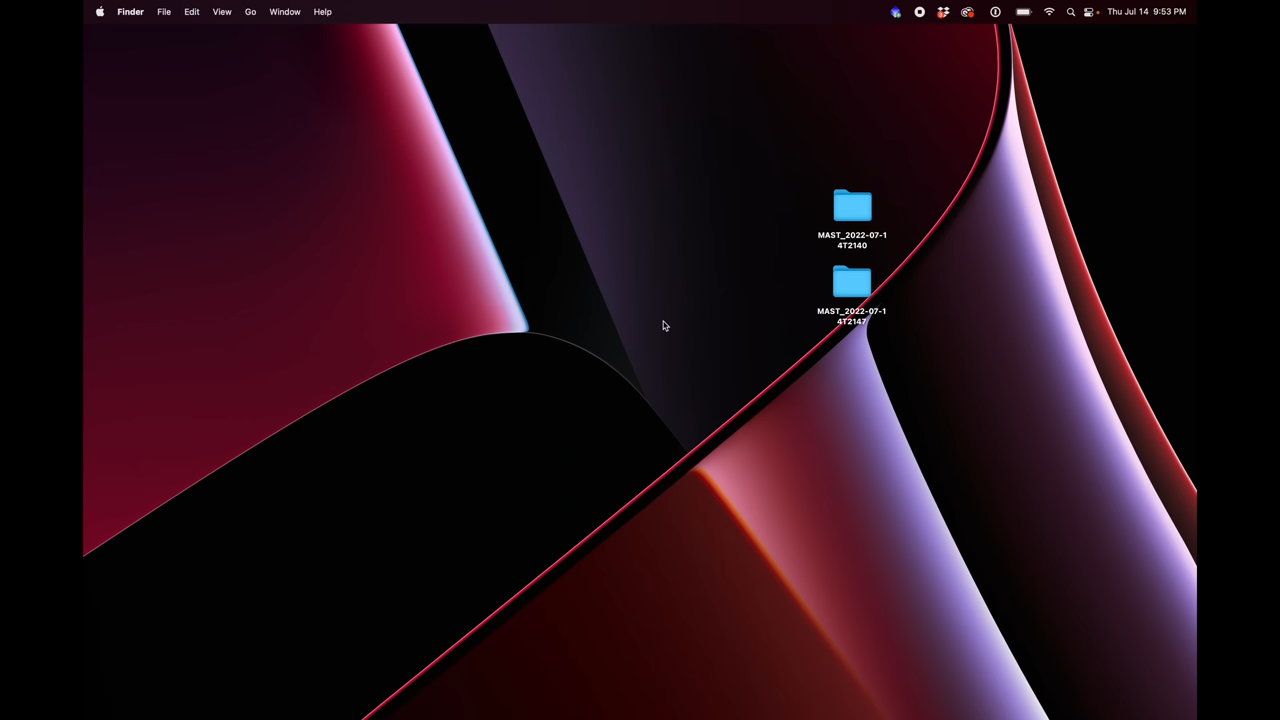 Finder File Edit View Go Window Help Thu Jul 14 9:53 PM
MAST_2022-07-1
4T2140
MAST_2022-07-1
4T2147